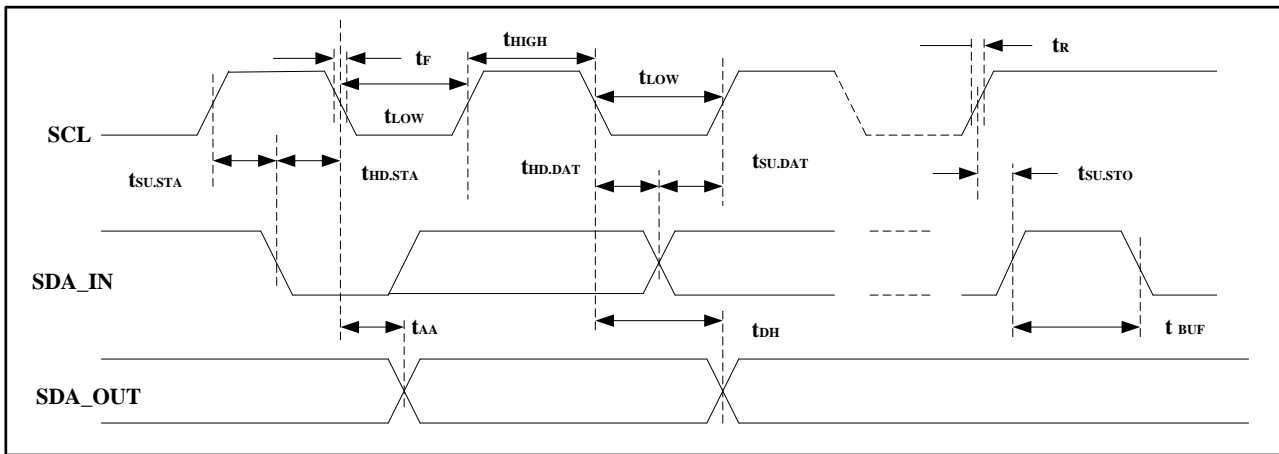 tHIGH
tF
tR
tLOW
tLOW
SCL
tSU.STA
tHD.STA
tHD.DAT
tSU.DAT
tSU.STO
SDA_IN
tAA
tDH
t BUF
SDA_OUT